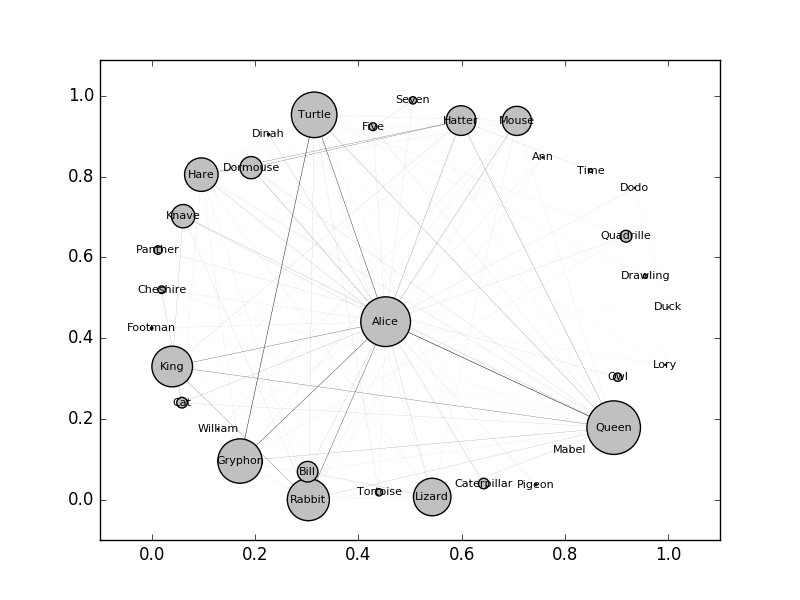 1.0
0.8
0.6
0.4
0.2
0.0
Seven
Turtle
Five
Hatter
Mouse
Dinah
Ann
Dormouse
Time
Hare
Dodo
Knave
Quadrille
Panther
Drawling
Cheshire
Duck
Footman
Alice
King
Lory
Owl
Cat
William
Queen
Mabel
Gryphon
Bill
Rabbit
Tortoise
Lizard
Caterpillar
Pigeon
0.0 0.2 0.4 0.6 0.8 1.0